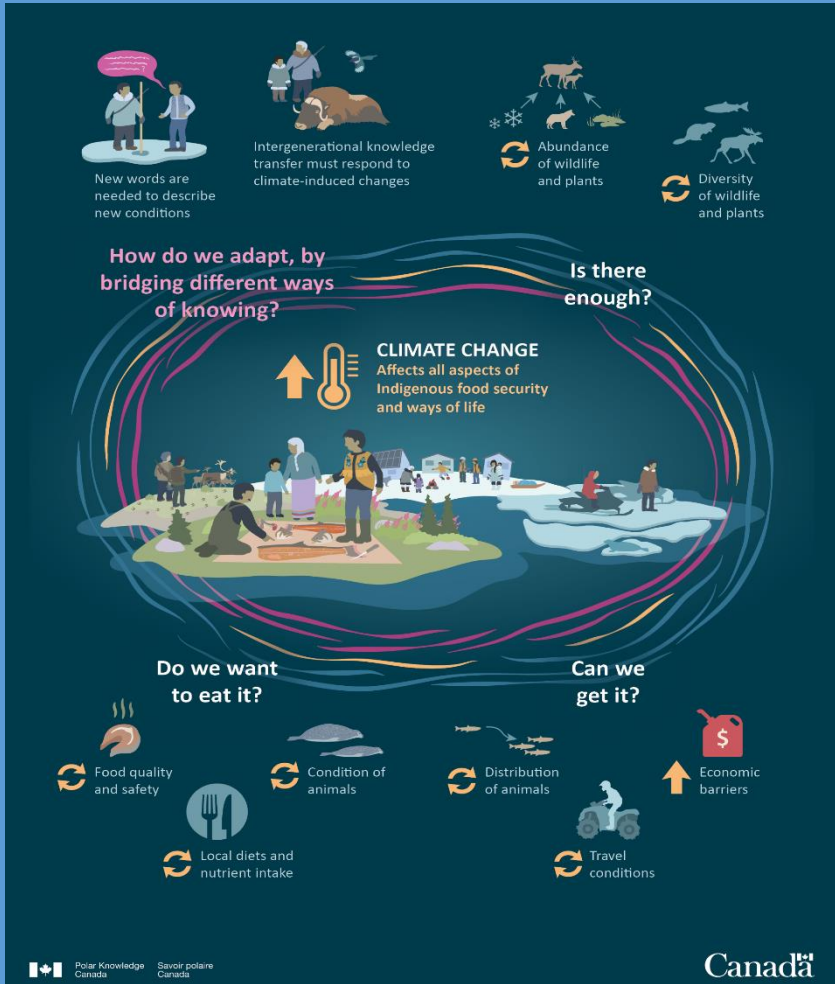 New words are
needed to describe
new conditions
Intergenerational knowledge
transfer must respond to
climate-induced changes
Abundance
of wildlife
and plants
Diversity
of wildlife
and plants
How do we adapt, by
bridging different ways
of knowing?
Is there
enough?
CLIMATE CHANGE
Affects all aspects of
Indigenous food security
and ways of life
Do we want
to eat it?
Can we
get it?
Food quality
and safety
Condition of
animals
Local diets and
nutrient intake
Distribution
of animals
$
Economic
barriers
Travel
conditions
Polar Knowledge
Canada
Savoir polaire
Canada
Canada